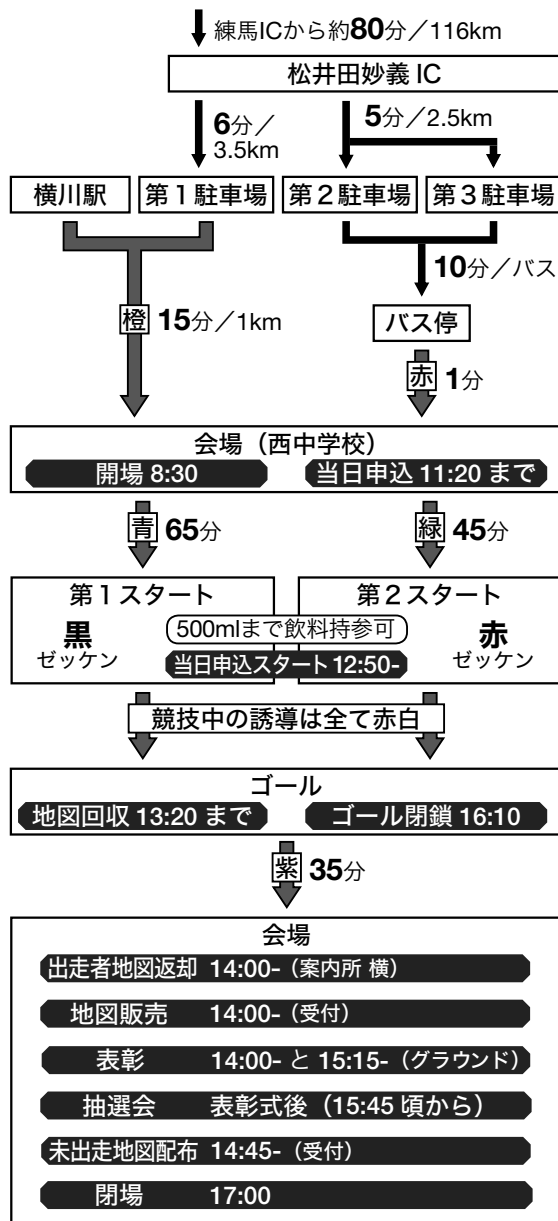 練馬ICから約80分／116km
松井田妙義 IC
6分／
3.5km
5分／2.5km
横川駅
第１駐車場
第２駐車場
第３駐車場
10分／バス
橙 15分／1km
バス停
赤 1分
会場（西中学校）
開場 8:30
当日申込 11:20 まで
青 65分
緑 45分
第１スタート
第２スタート
黒
ゼッケン
赤
ゼッケン
500mlまで飲料持参可
当日申込スタート 12:50-
競技中の誘導は全て赤白
ゴール
地図回収 13:20 まで
ゴール閉鎖 16:10
紫 35分
会場
出走者地図返却 14:00-（案内所 横）
地図販売 14:00-（受付）
表彰 14:00- と 15:15-（グラウンド）
抽選会 表彰式後（15:45 頃から）
未出走地図配布 14:45-（受付）
閉場 17:00